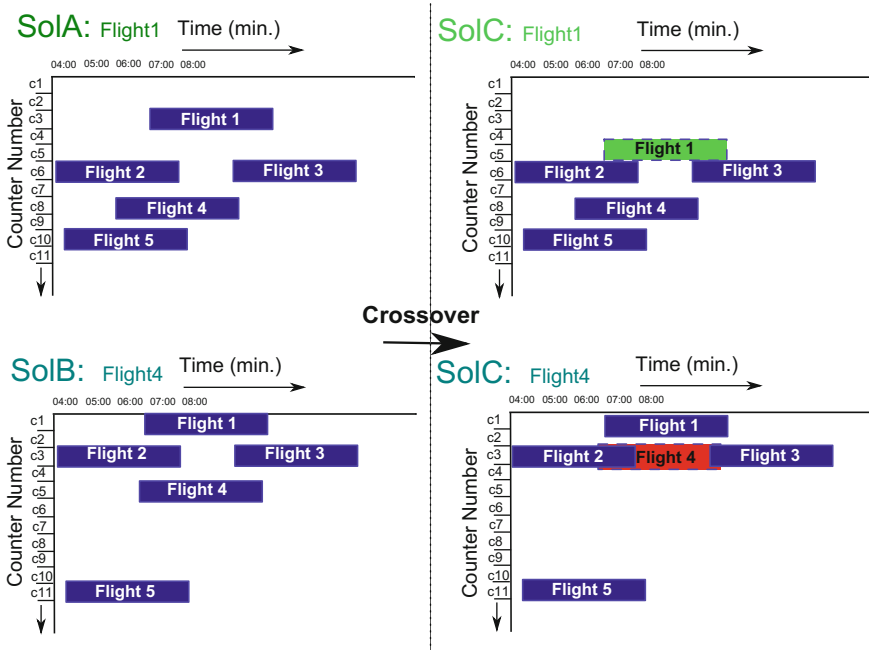 SolA: Flight1
Time (min.)
04:00 05:00 06:00 07:00 08:00
Counter Number
c1
c2
c3
c4
c5
c6
c7
c8
c9
c10
c11
Flight 1
Flight 2
Flight 3
Flight 4
Flight 5
SolC: Flight1
Time (min.)
04:00 05:00 06:00 07:00 08:00
Counter Number
c1
c2
c3
c4
c5
c6
c7
c8
c9
c10
c11
Flight 1
Flight 2
Flight 3
Flight 4
Flight 5
Crossover
SolB: Flight4
Time (min.)
04:00 05:00 06:00 07:00 08:00
Counter Number
c1
c2
c3
c4
c5
c6
c7
c8
c9
c10
c11
Flight 1
Flight 2
Flight 3
Flight 4
Flight 5
SolC: Flight4
Time (min.)
04:00 05:00 06:00 07:00 08:00
Counter Number
c1
c2
c3
c4
c5
c6
c7
c8
c9
c10
c11
Flight 1
Flight 2
Flight 4
Flight 3
Flight 5